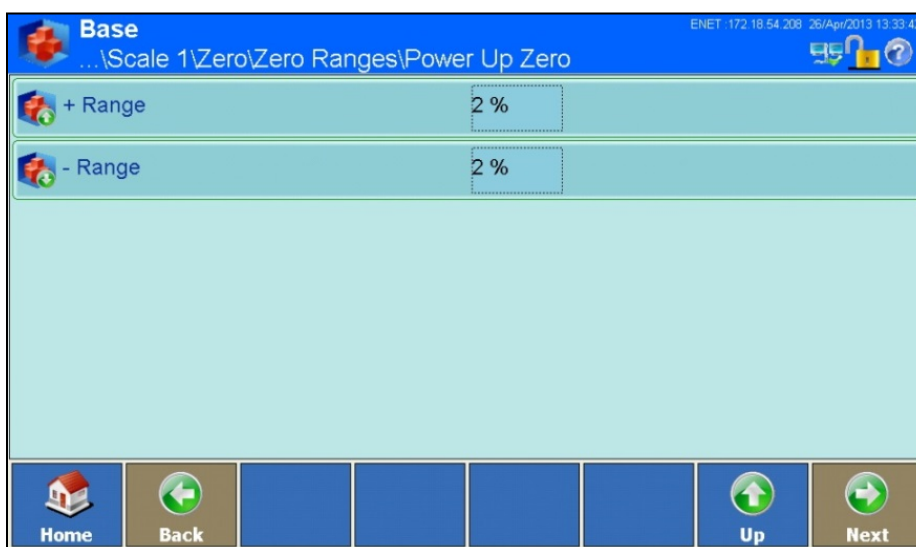 Base
ENET :172.18.54.208 26/Apr/2013 13:33:42
...\Scale 1\Zero\Zero Ranges\Power Up Zero
+ Range 2 %
- Range 2 %
Home Back Up Next